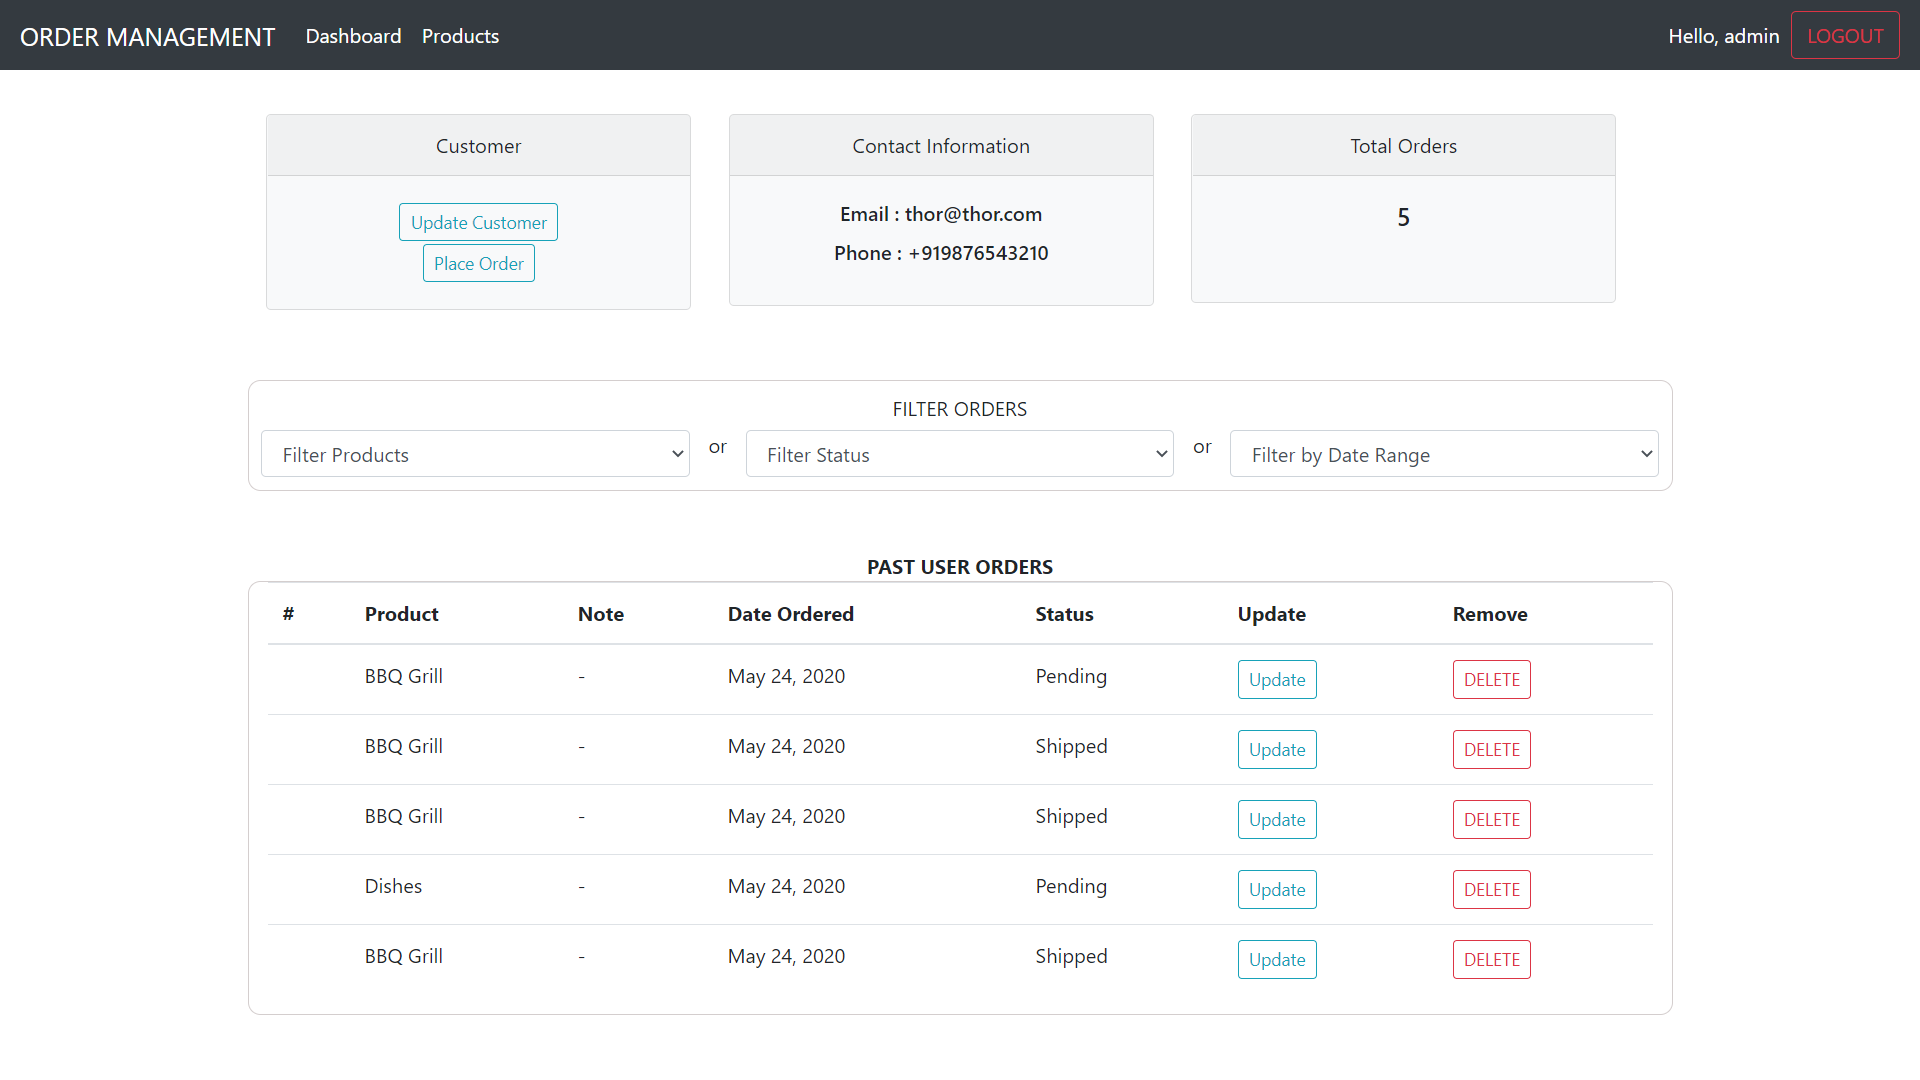 ORDER MANAGEMENT Dashboard Products Hello, admin LOGOUT
Customer
Update Customer
Place Order
Contact Information
Email : thor@thor.com
Phone : +919876543210
Total Orders
5
FILTER ORDERS
Filter Products or Filter Status or Filter by Date Range
PAST USER ORDERS
# Product Note Date Ordered Status Update Remove
BBQ Grill - May 24, 2020 Pending Update DELETE
BBQ Grill - May 24, 2020 Shipped Update DELETE
BBQ Grill - May 24, 2020 Shipped Update DELETE
Dishes - May 24, 2020 Pending Update DELETE
BBQ Grill - May 24, 2020 Shipped Update DELETE